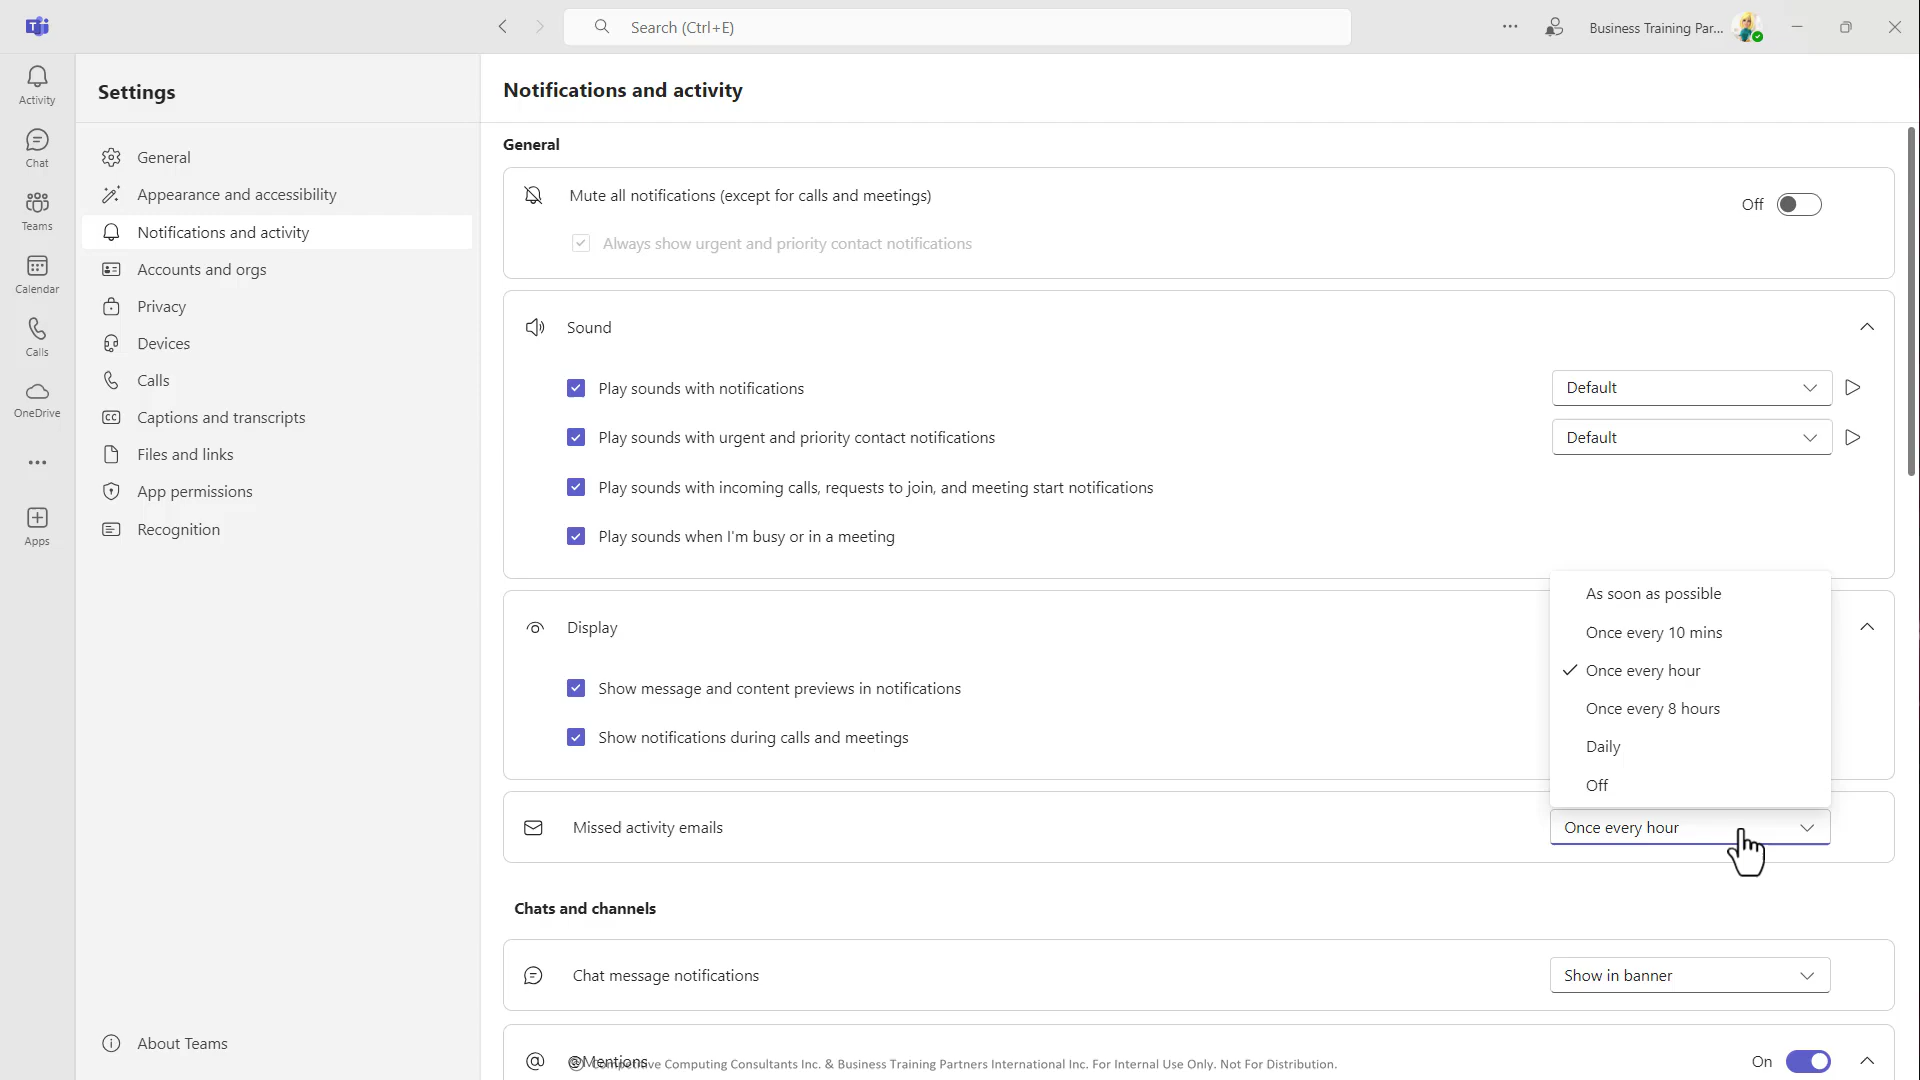 Search (Ctrl+E)
Business Training Par...
Activity
Chat
Teams
Calendar
Calls
OneDrive
Apps
Settings
General
Appearance and accessibility
Notifications and activity
Accounts and orgs
Privacy
Devices
Calls
Captions and transcripts
Files and links
App permissions
Recognition
About Teams
Notifications and activity
General
Mute all notifications (except for calls and meetings)
Off
Always show urgent and priority contact notifications
Sound
Play sounds with notifications
Default
Play sounds with urgent and priority contact notifications
Default
Play sounds with incoming calls, requests to join, and meeting start notifications
Play sounds when I'm busy or in a meeting
Display
Show message and content previews in notifications
Show notifications during calls and meetings
As soon as possible
Once every 10 mins
Once every hour
Once every 8 hours
Daily
Off
Missed activity emails
Once every hour
Chats and channels
Chat message notifications
Show in banner
@Mentions
On
Competitive Computing Consultants Inc. & Business Training Partners International Inc. For Internal Use Only. Not For Distribution.